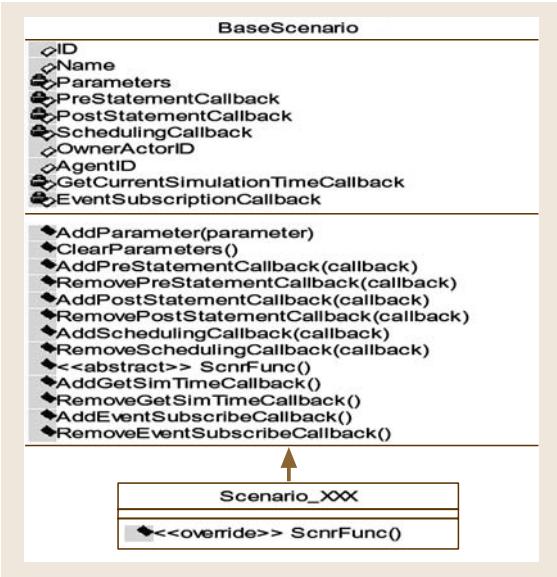 BaseScenario
ID
Name
Parameters
PreStatementCallback
PostStatementCallback
SchedulingCallback
OwnerActorID
AgentID
GetCurrentSimulationTimeCallback
EventSubscriptionCallback
AddParameter(parameter)
ClearParameters()
AddPreStatementCallback(callback)
RemovePreStatementCallback(callback)
AddPostStatementCallback(callback)
RemovePostStatementCallback(callback)
AddSchedulingCallback(callback)
RemoveSchedulingCallback(callback)
<<abstract>> ScnrFunc()
AddGetSimTimeCallback()
RemoveGetSimTimeCallback()
AddEventSubscribeCallback()
RemoveEventSubscribeCallback()
Scenario_XXX
<<override>> ScnrFunc()